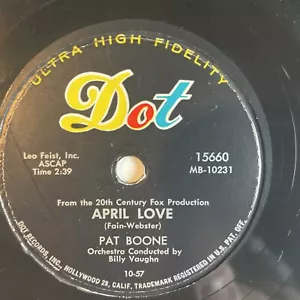 ULTRA HIGH FIDELITY
Dot
Leo Feist, Inc.
ASCAP
Time 2:39
15660
MB-10231
From the 20th Century Fox Production
APRIL LOVE
(Fain-Webster)
PAT BOONE
Orchestra Conducted by
Billy Vaughn
10-57
DOT RECORDS, INC., HOLLYWOOD 28, CALIF. TRADEMARK REGISTERED IN U.S. PAT. OFF.